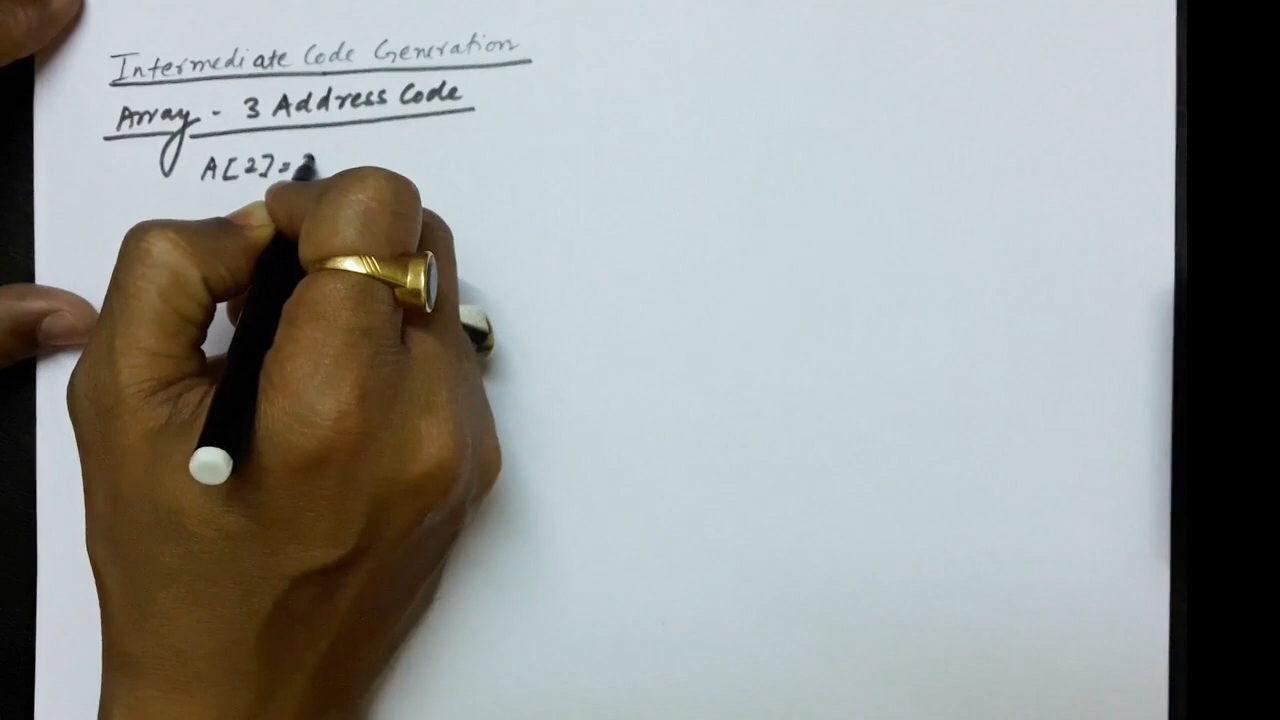 Intermediate Code Generation
Array - 3 Address Code
A[2]=